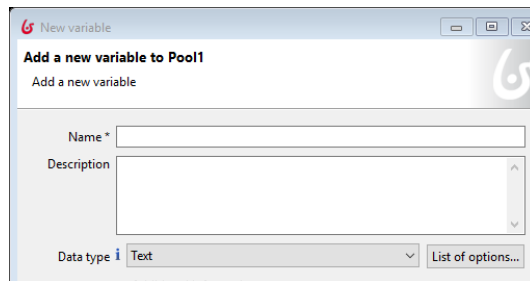 New variable
Add a new variable to Pool1
Add a new variable
Name *
Description
Data type i Text List of options...